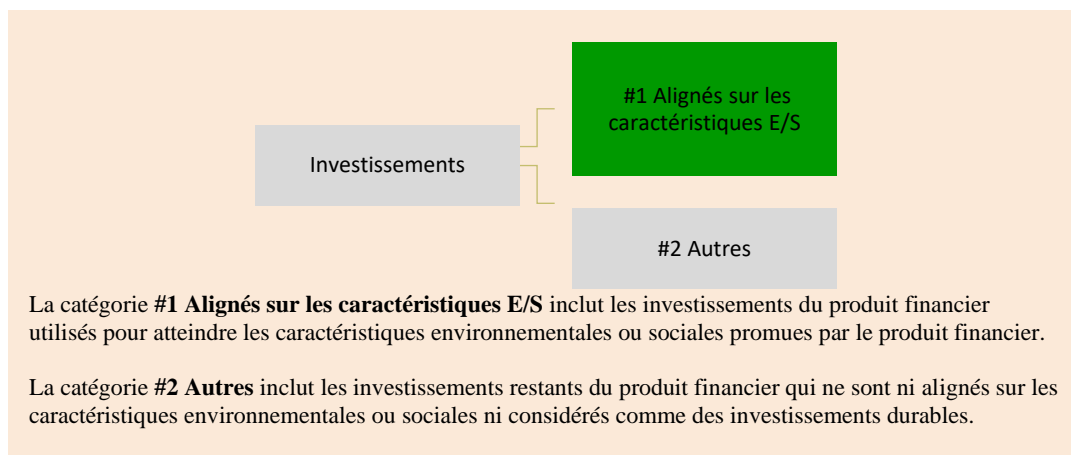 #1 Alignés sur les
caractéristiques E/S
Investissements
#2 Autres
La catégorie #1 Alignés sur les caractéristiques E/S inclut les investissements du produit financier
utilisés pour atteindre les caractéristiques environnementales ou sociales promues par le produit financier.
La catégorie #2 Autres inclut les investissements restants du produit financier qui ne sont ni alignés sur les
caractéristiques environnementales ou sociales ni considérés comme des investissements durables.